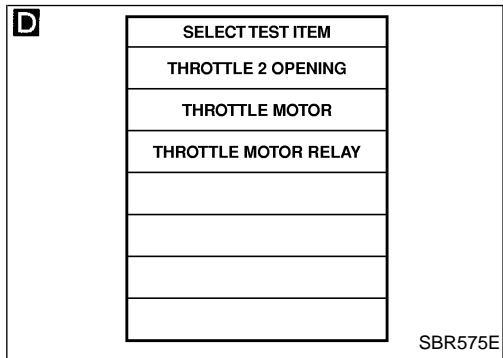 D
SELECT TEST ITEM
THROTTLE 2 OPENING
THROTTLE MOTOR
THROTTLE MOTOR RELAY
SBR575E